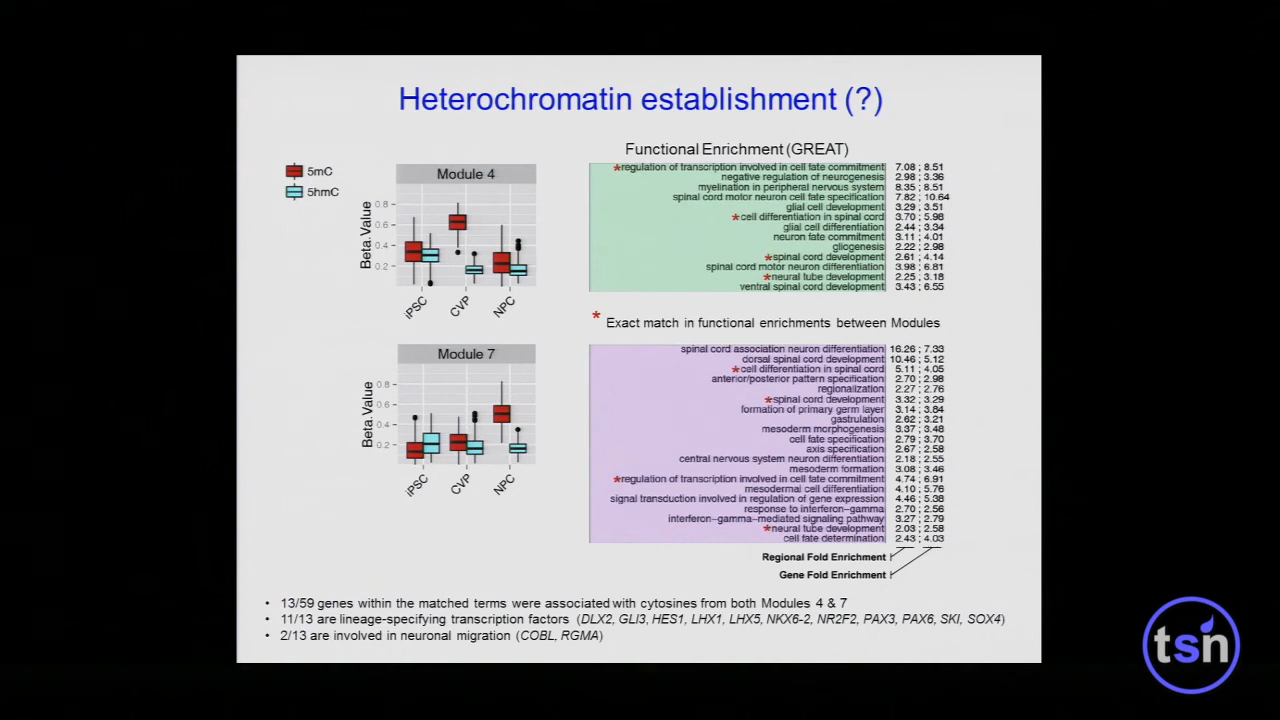 Heterochromatin establishment (?)
Functional Enrichment (GREAT)
5mC
5hmC
Module 4
Beta.Value
0.8
0.6
0.4
0.2
iPSC
CVP
NPC
*regulation of transcription involved in cell fate commitment 7.08 ; 8.51
negative regulation of neurogenesis 2.98 ; 3.36
myelination in peripheral nervous system 8.35 ; 8.51
spinal cord motor neuron cell fate specification 7.82 ; 10.64
glial cell development 3.29 ; 3.51
*cell differentiation in spinal cord 3.70 ; 5.98
glial cell differentiation 2.44 ; 3.34
neuron fate commitment 3.11 ; 4.01
gliogenesis 2.22 ; 2.98
*spinal cord development 2.61 ; 4.14
spinal cord motor neuron differentiation 3.98 ; 6.81
*neural tube development 2.25 ; 3.18
ventral spinal cord development 3.43 ; 6.55
* Exact match in functional enrichments between Modules
Module 7
Beta.Value
0.8
0.6
0.4
0.2
iPSC
CVP
NPC
spinal cord association neuron differentiation 16.26 ; 7.33
dorsal spinal cord development 10.46 ; 5.12
*cell differentiation in spinal cord 5.11 ; 4.05
anterior/posterior pattern specification 2.70 ; 2.98
regionalization 2.27 ; 2.76
*spinal cord development 3.32 ; 3.29
formation of primary germ layer 3.14 ; 3.84
gastrulation 2.62 ; 3.21
mesoderm morphogenesis 3.37 ; 3.48
cell fate specification 2.79 ; 3.70
axis specification 2.67 ; 2.58
central nervous system neuron differentiation 2.18 ; 2.55
mesoderm formation 3.08 ; 3.46
*regulation of transcription involved in cell fate commitment 4.74 ; 6.91
mesodermal cell differentiation 4.10 ; 5.76
signal transduction involved in regulation of gene expression 4.46 ; 5.38
response to interferon−gamma 2.70 ; 2.56
interferon−gamma−mediated signaling pathway 3.27 ; 2.79
*neural tube development 2.03 ; 2.58
cell fate determination 2.43 ; 4.03
Regional Fold Enrichment
Gene Fold Enrichment
• 13/59 genes within the matched terms were associated with cytosines from both Modules 4 & 7
• 11/13 are lineage-specifying transcription factors (DLX2, GLI3, HES1, LHX1, LHX5, NKX6-2, NR2F2, PAX3, PAX6, SKI, SOX4)
• 2/13 are involved in neuronal migration (COBL, RGMA)
tsn